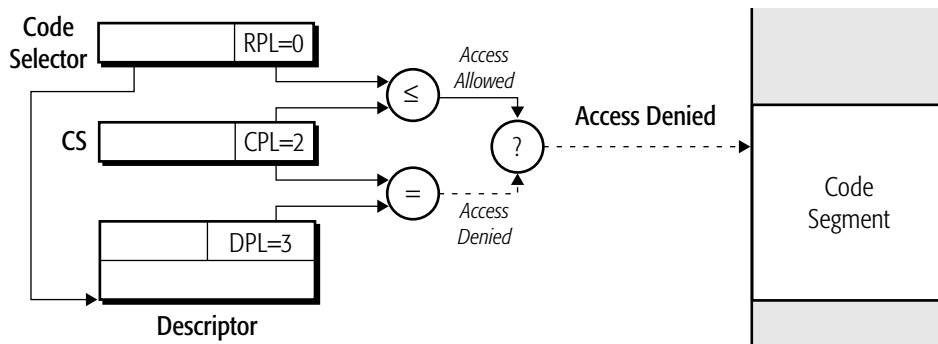 Code
Selector
RPL=0
CS
CPL=2
DPL=3
Descriptor
≤
=
?
Access
Allowed
Access
Denied
Access Denied
Code
Segment